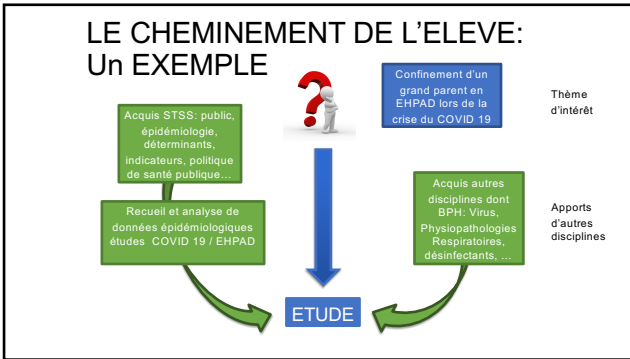 LE CHEMINEMENT DE L'ELEVE:
Un EXEMPLE
Confinement d'un
grand parent en
EHPAD lors de la
crise du COVID 19
Thème
d'intérêt
Acquis STSS: public,
épidémiologie,
déterminants,
indicateurs, politique
de santé publique...
Recueil et analyse de
données épidémiologiques
études COVID 19 / EHPAD
Acquis autres
disciplines dont
BPH: Virus,
Physiopathologies
Respiratoires,
désinfectants, ...
Apports
d'autres
disciplines
ETUDE